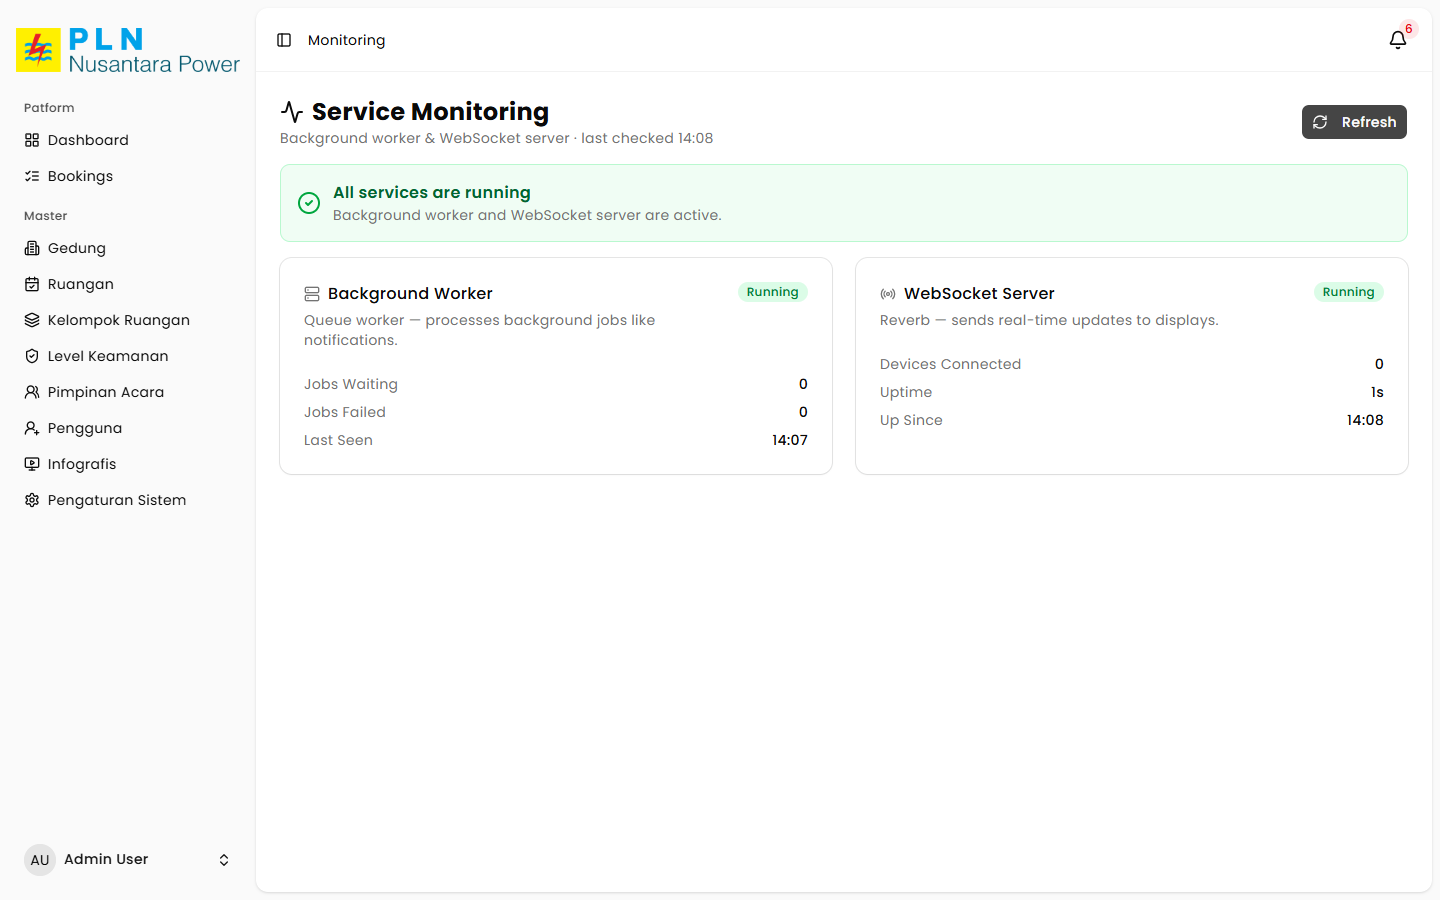 PLN
Nusantara Power
Patform
Dashboard
Bookings
Master
Gedung
Ruangan
Kelompok Ruangan
Level Keamanan
Pimpinan Acara
Pengguna
Infografis
Pengaturan Sistem
AU
Admin User
Monitoring
6
Service Monitoring
Background worker & WebSocket server · last checked 14:08
Refresh
All services are running
Background worker and WebSocket server are active.
Background Worker
Running
Queue worker — processes background jobs like
notifications.
Jobs Waiting 0
Jobs Failed 0
Last Seen 14:07
WebSocket Server
Running
Reverb — sends real-time updates to displays.
Devices Connected 0
Uptime 1s
Up Since 14:08